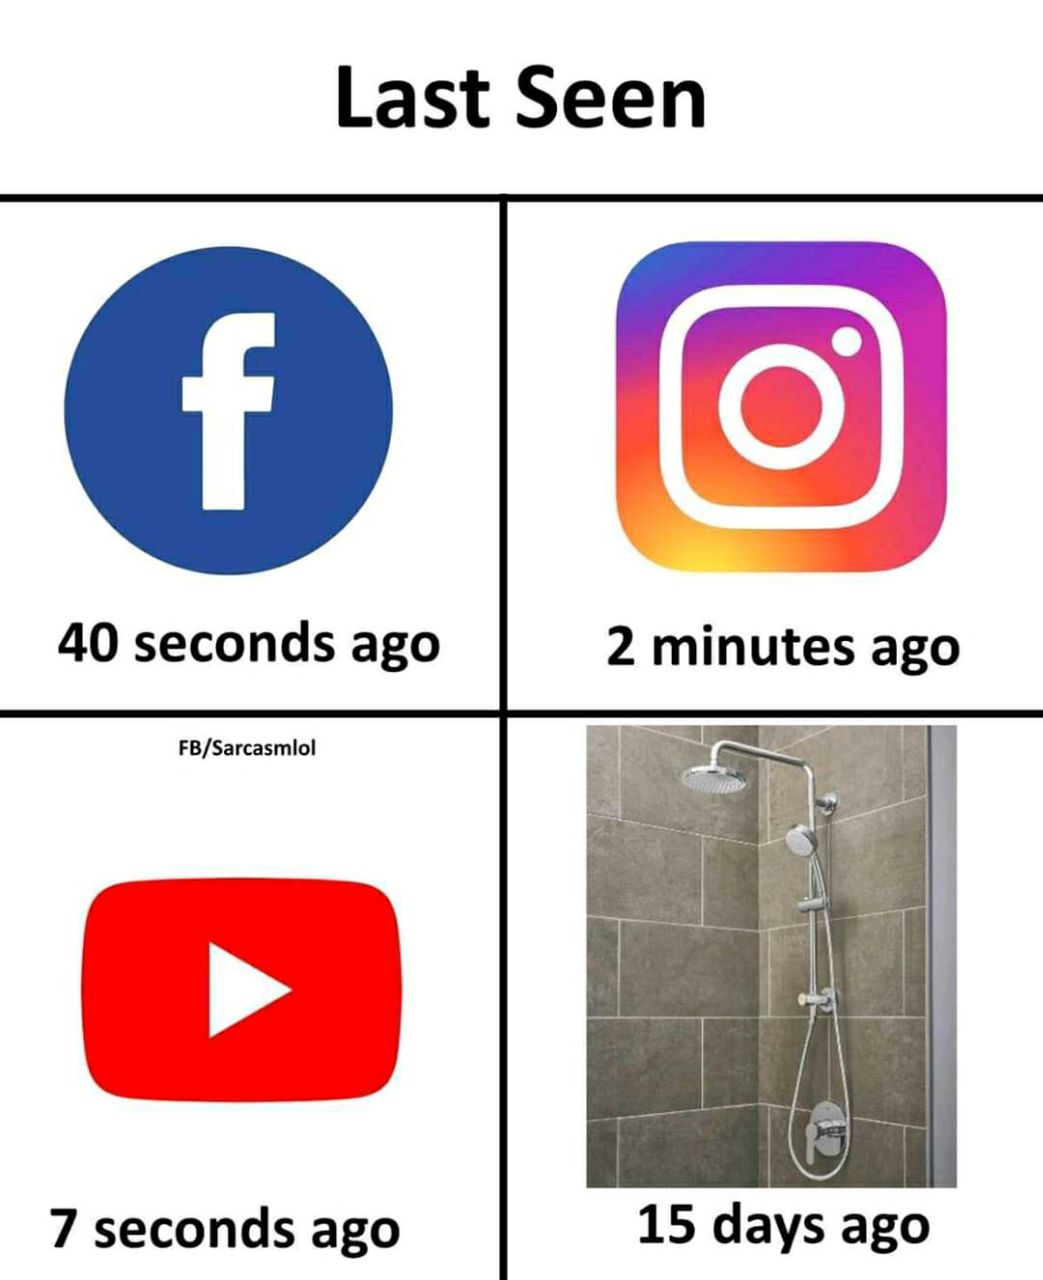 Last Seen
40 seconds ago
2 minutes ago
FB/Sarcasmlol
7 seconds ago
15 days ago